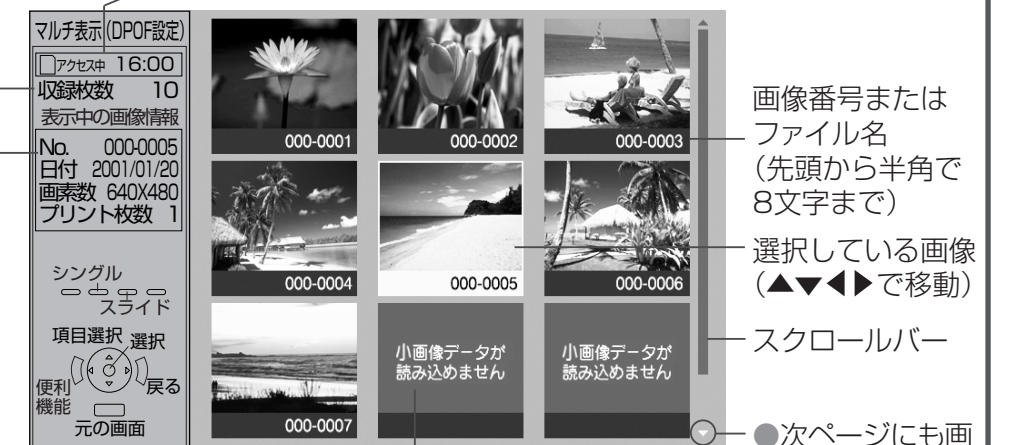 マルチ表示(DPOF設定)
アクセス中 16:00
収録枚数 10
表示中の画像情報
No. 000-0005
日付 2001/01/20
画素数 640X480
プリント枚数 1
シングル
スライド
項目選択 選択
便利機能 戻る
元の画面
000-0001
000-0002
000-0003
000-0004
000-0005
000-0006
000-0007
小画像データが
読み込めません
小画像データが
読み込めません
画像番号または
ファイル名
(先頭から半角で
8文字まで)
選択している画像
(▲▼◀▶で移動)
スクロールバー
●次ページにも画